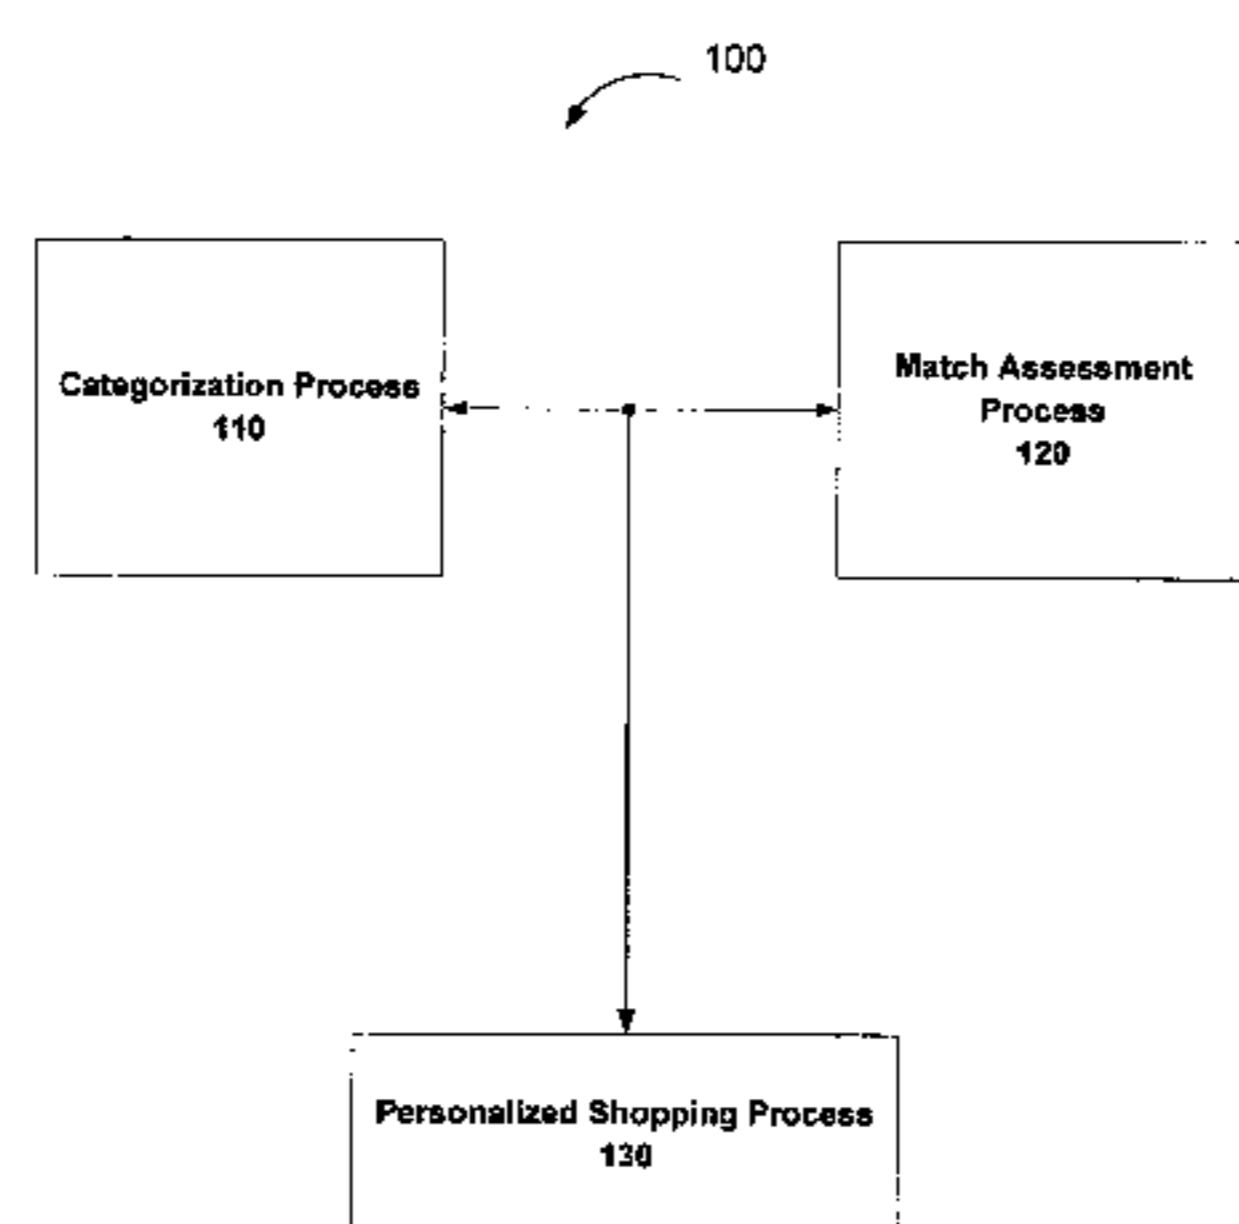 100
Categorization Process
110
Match Assessment
Process
120
Personalized Shopping Process
130